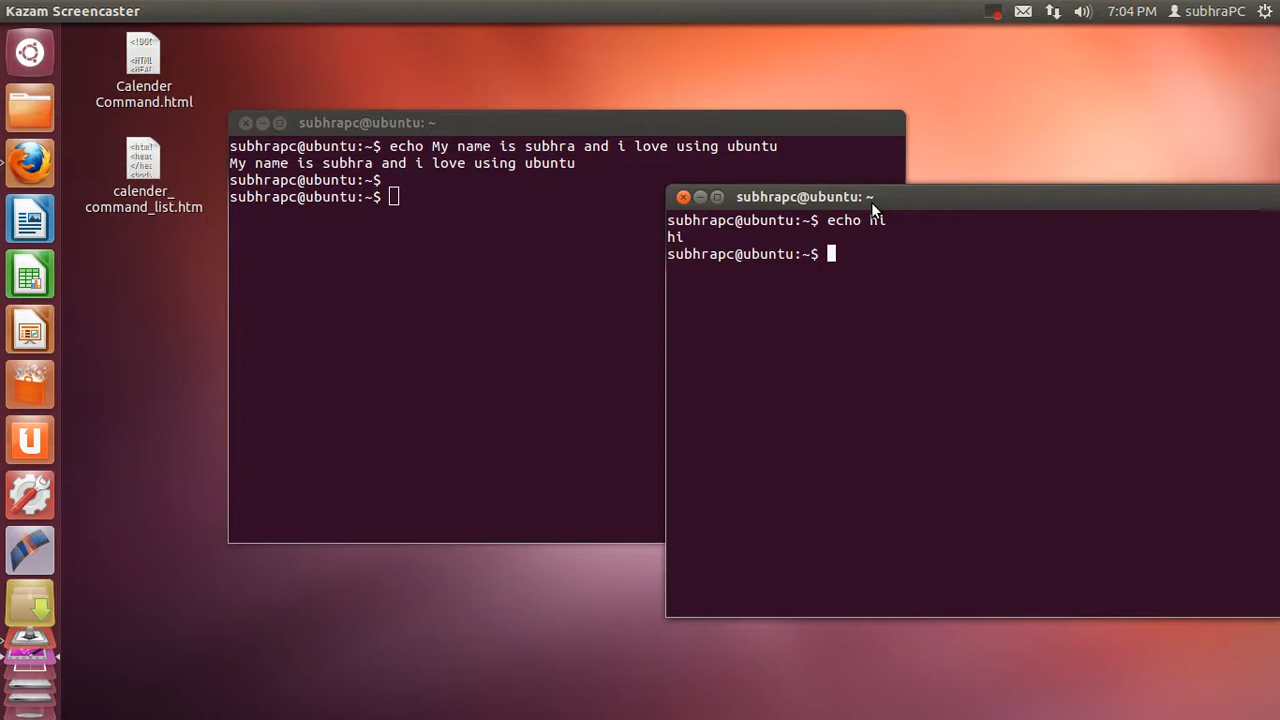 Kazam Screencaster
7:04 PM
subhraPC
Calender
Command.html
calender_
command_list.htm
subhrapc@ubuntu: ~
subhrapc@ubuntu:~$ echo My name is subhra and i love using ubuntu
My name is subhra and i love using ubuntu
subhrapc@ubuntu:~$
subhrapc@ubuntu:~$
subhrapc@ubuntu: ~
subhrapc@ubuntu:~$ echo hi
hi
subhrapc@ubuntu:~$